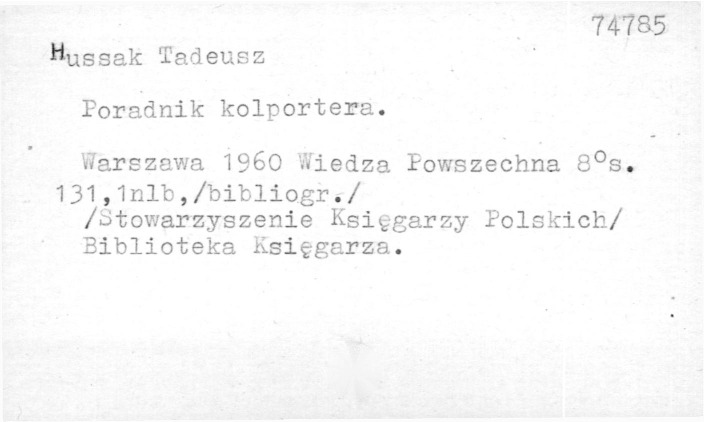 74785
Hussak Tadeusz
Poradnik kolportera.
Warszawa 1960 Wiedza Powszechna 8°s.
131,1nlb,/bibliogr./
/Stowarzyszenie Księgarzy Polskich/
Biblioteka Księgarza.